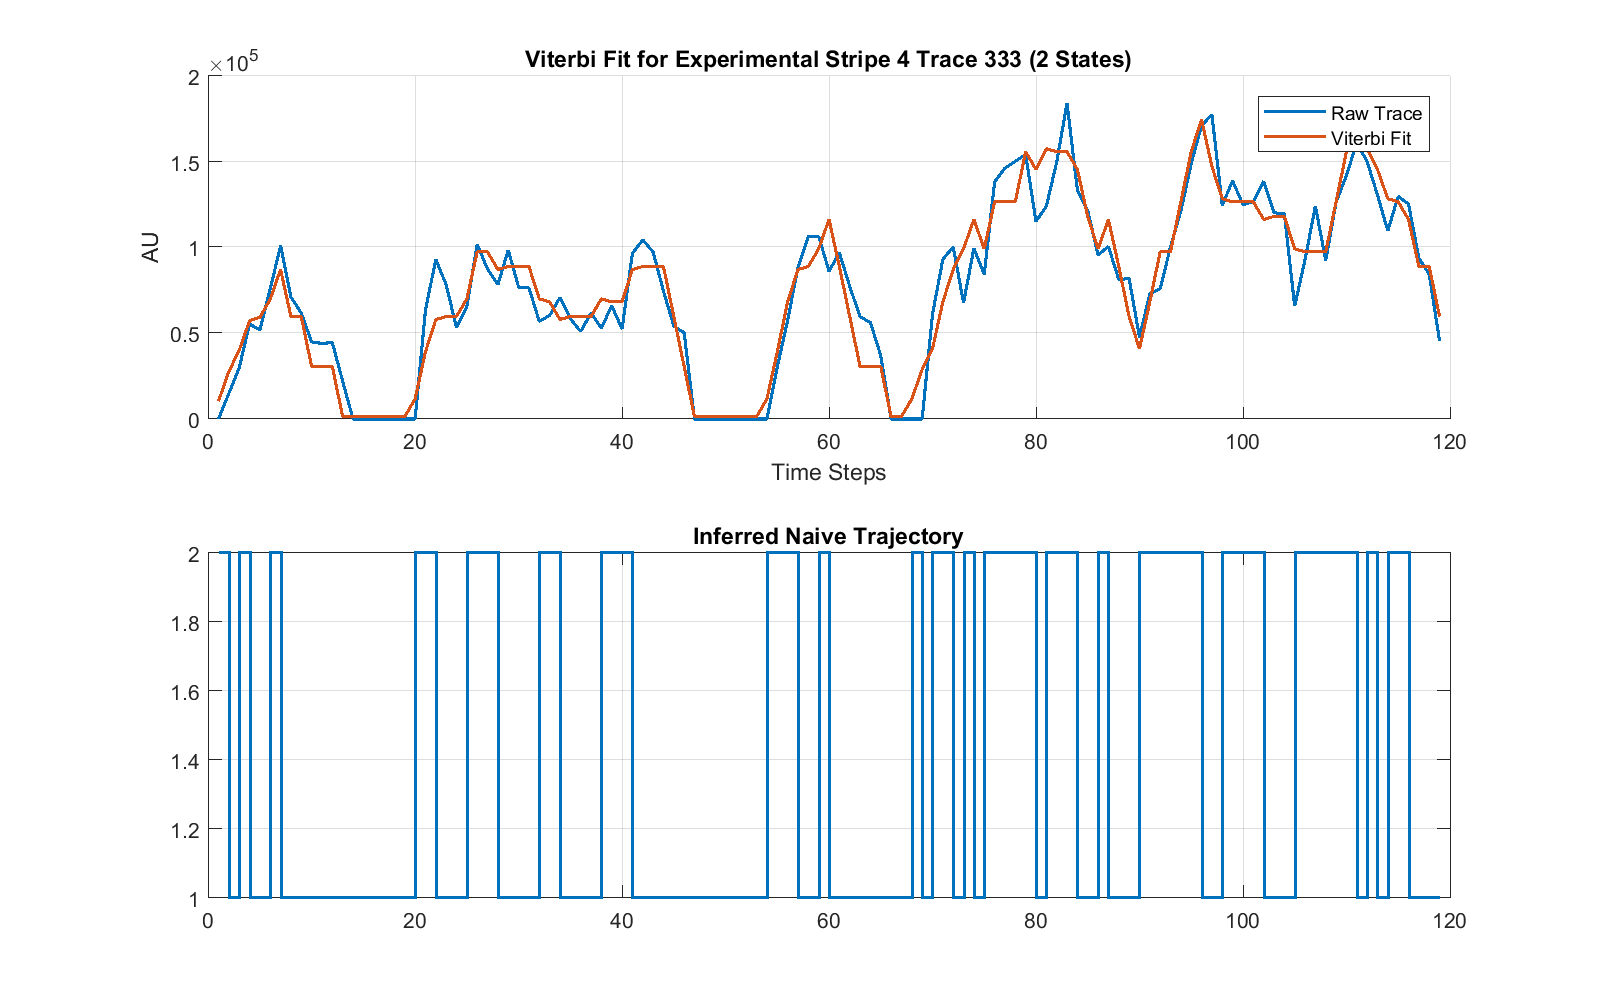 Viterbi Fit for Experimental Stripe 4 Trace 333 (2 States)
×10^5
2
1.5
1
0.5
0
AU
Raw Trace
Viterbi Fit
0 20 40 60 80 100 120
Time Steps
Inferred Naive Trajectory
2
1.8
1.6
1.4
1.2
1
0 20 40 60 80 100 120